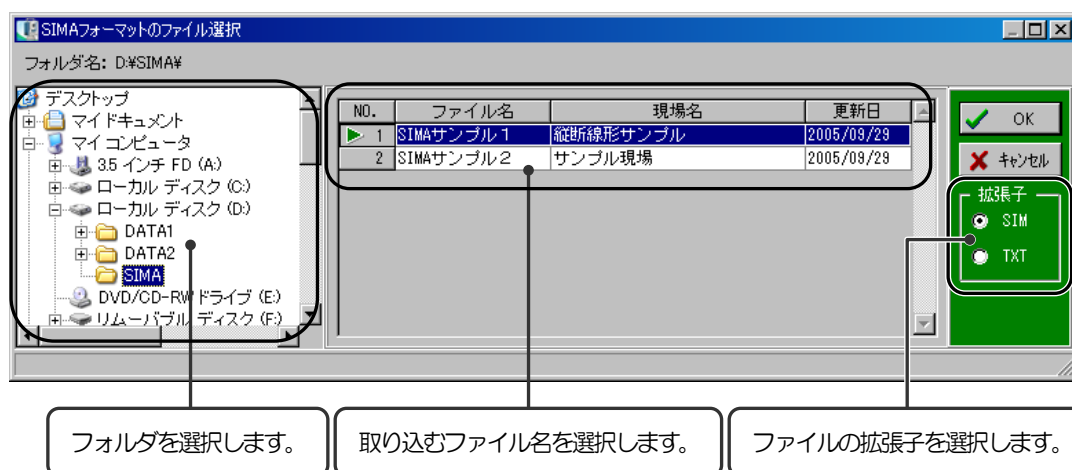 SIMAフォーマットのファイル選択
フォルダ名: D:¥SIMA¥
デスクトップ
マイドキュメント
マイ コンピュータ
3.5 インチ FD (A:)
ローカル ディスク (C:)
ローカル ディスク (D:)
DATA1
DATA2
SIMA
DVD/CD-RW ドライブ (E:)
リムーバブル ディスク (F:)
NO. ファイル名 現場名 更新日
1 SIMAサンプル1 縦断線形サンプル 2005/09/29
2 SIMAサンプル2 サンプル現場 2005/09/29
OK
キャンセル
拡張子
SIM
TXT
フォルダを選択します。
取り込むファイル名を選択します。
ファイルの拡張子を選択します。